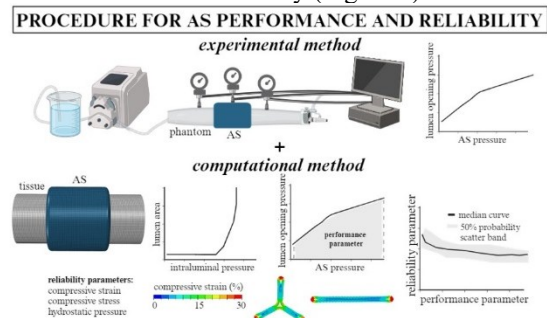 PROCEDURE FOR AS PERFORMANCE AND RELIABILITY
experimental method
lumen opening pressure
AS pressure
phantom
AS
+
computational method
tissue
AS
lumen area
intraluminal pressure
lumen opening pressure
performance
parameter
AS pressure
reliability parameter
median curve
50% probability
scatter band
performance parameter
reliability parameters:
compressive strain
compressive stress
hydrostatic pressure
compressive strain (%)
0 15 30